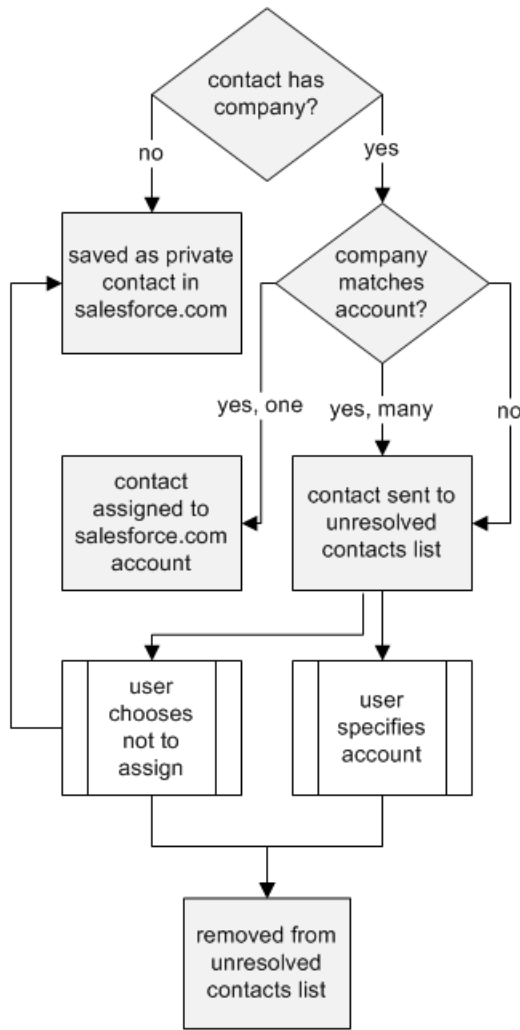 contact has
company?
no
yes
saved as private
contact in
salesforce.com
company
matches
account?
yes, one
yes, many
no
contact
assigned to
salesforce.com
account
contact sent to
unresolved
contacts list
user
chooses
not to
assign
user
specifies
account
removed from
unresolved
contacts list